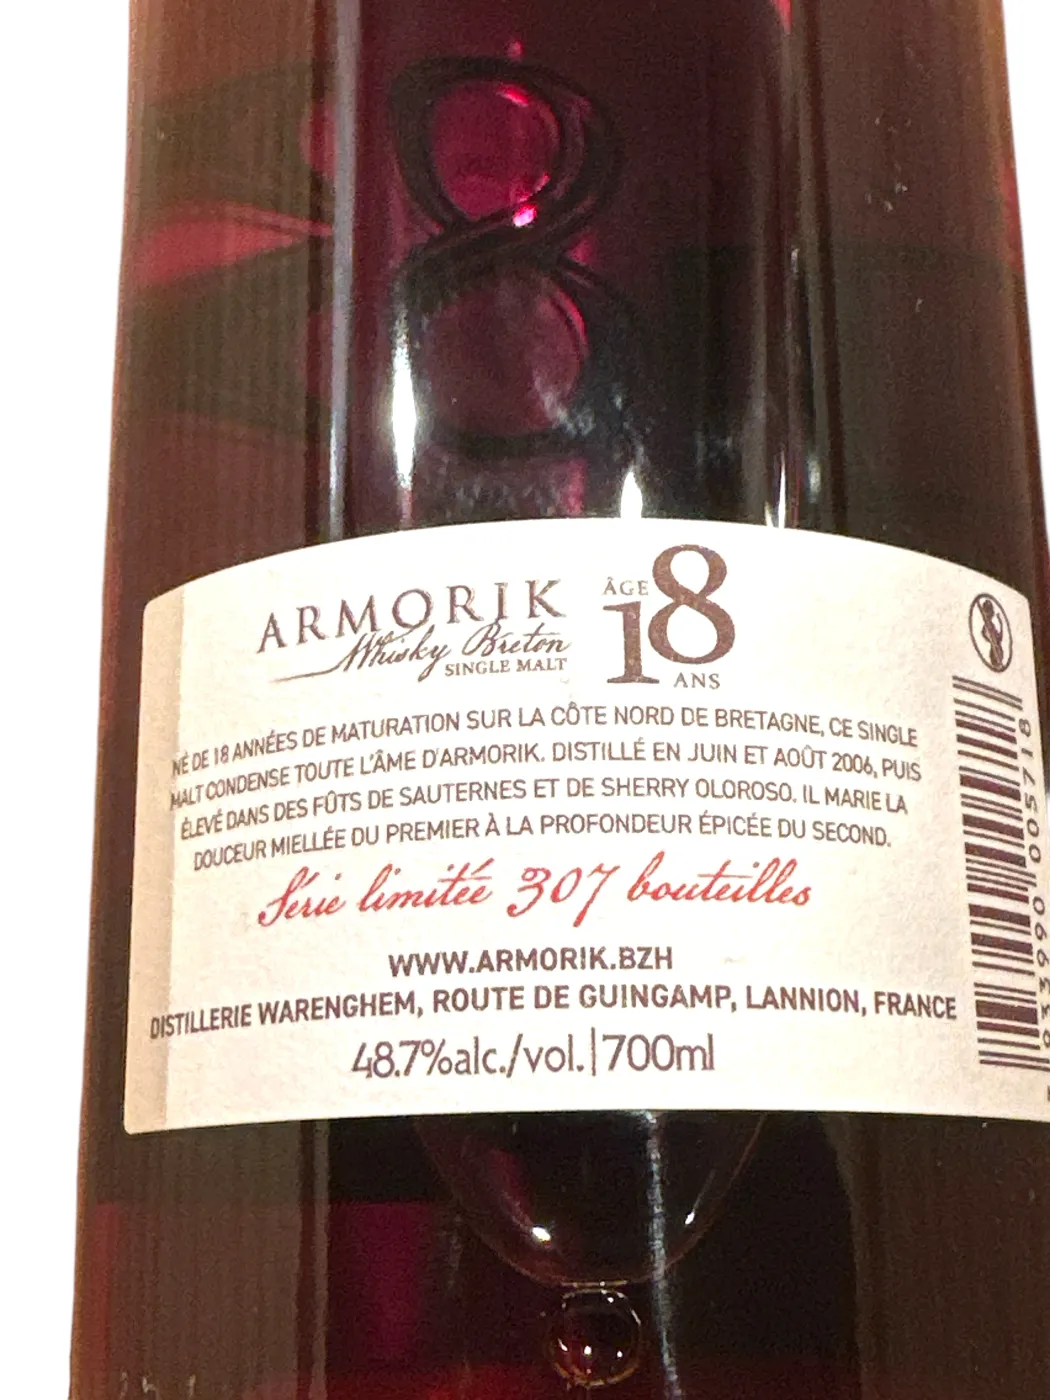 ARMORIK
Whisky Breton
SINGLE MALT
ÂGE
18
ANS
NÉ DE 18 ANNÉES DE MATURATION SUR LA CÔTE NORD DE BRETAGNE, CE SINGLE
MALT CONDENSE TOUTE L'ÂME D'ARMORIK. DISTILLÉ EN JUIN ET AOÛT 2006, PUIS
ÉLEVÉ DANS DES FÛTS DE SAUTERNES ET DE SHERRY OLOROSO. IL MARIE LA
DOUCEUR MIELLÉE DU PREMIER À LA PROFONDEUR ÉPICÉE DU SECOND.
Série limitée 307 bouteilles
WWW.ARMORIK.BZH
DISTILLERIE WARENGHEM, ROUTE DE GUINGAMP, LANNION, FRANCE
48.7%alc./vol.|700ml